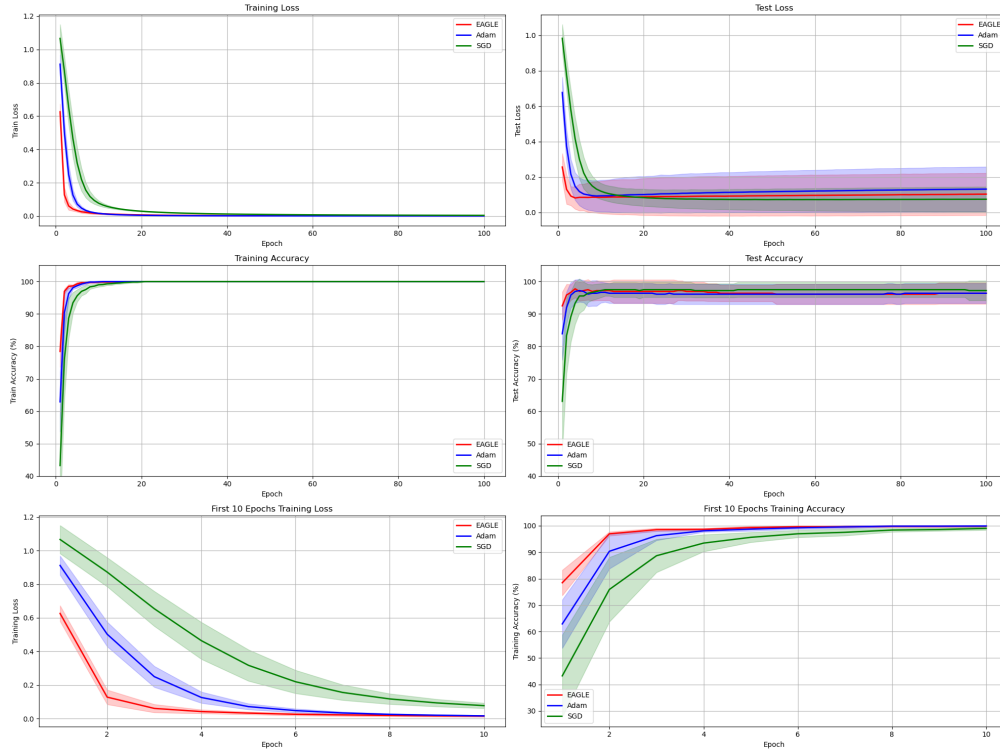 Training Loss
Train Loss
1.2
1.0
0.8
0.6
0.4
0.2
0.0
0 20 40 60 80 100
Epoch
EAGLE
Adam
SGD
Test Loss
Test Loss
1.0
0.8
0.6
0.4
0.2
0.0
0 20 40 60 80 100
Epoch
EAGLE
Adam
SGD
Training Accuracy
Train Accuracy (%)
100
90
80
70
60
50
40
0 20 40 60 80 100
Epoch
EAGLE
Adam
SGD
Test Accuracy
Test Accuracy (%)
100
90
80
70
60
50
40
0 20 40 60 80 100
Epoch
EAGLE
Adam
SGD
First 10 Epochs Training Loss
Training Loss
1.2
1.0
0.8
0.6
0.4
0.2
0.0
2 4 6 8 10
Epoch
EAGLE
Adam
SGD
First 10 Epochs Training Accuracy
Training Accuracy (%)
100
90
80
70
60
50
40
30
2 4 6 8 10
Epoch
EAGLE
Adam
SGD